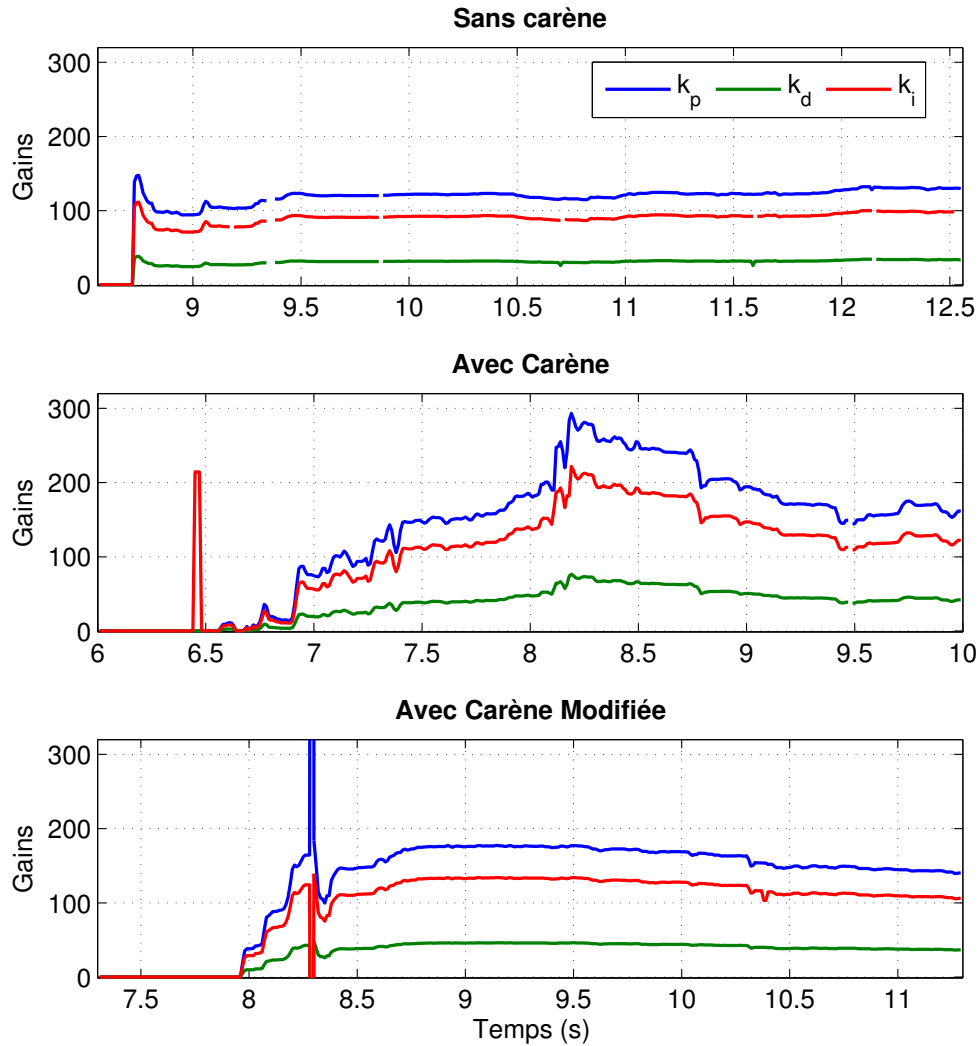 Sans carène
300
200
100
0
Gains
k_p k_d k_i
9 9.5 10 10.5 11 11.5 12 12.5
Avec Carène
300
200
100
0
Gains
6 6.5 7 7.5 8 8.5 9 9.5 10
Avec Carène Modifiée
300
200
100
0
Gains
7.5 8 8.5 9 9.5 10 10.5 11
Temps (s)